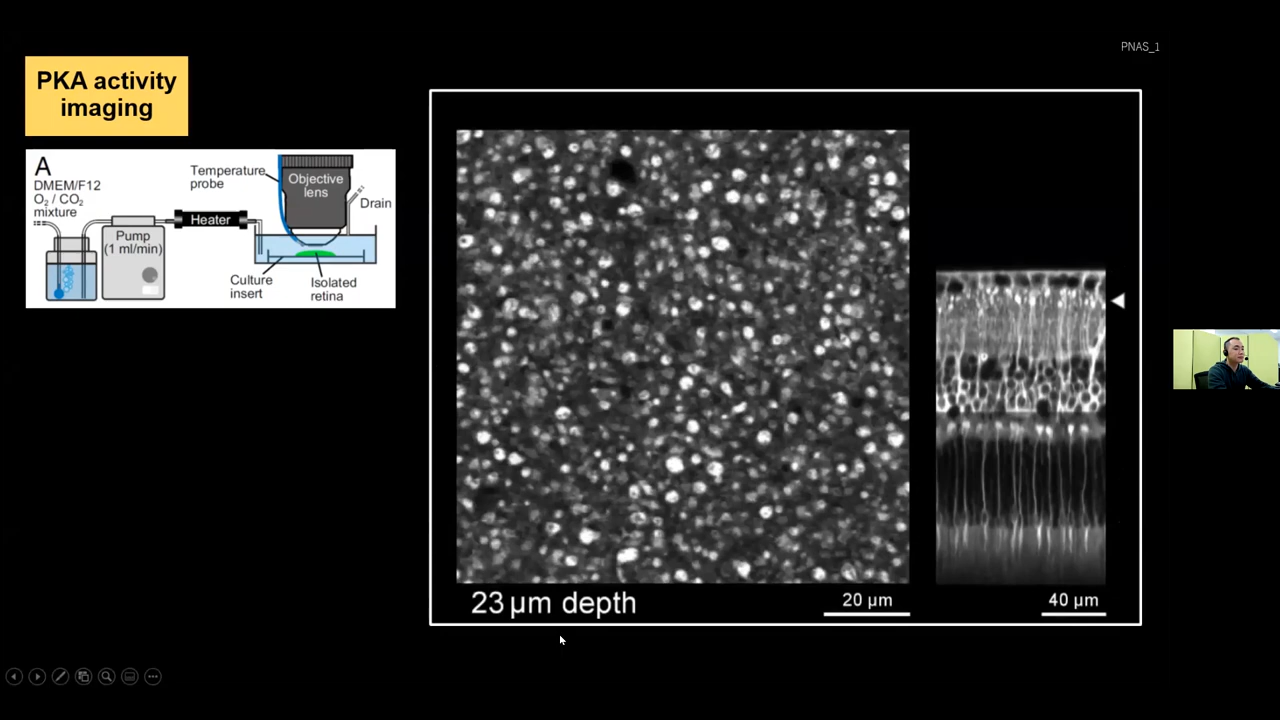 PNAS_1
PKA activity
imaging
A
DMEM/F12
O₂ / CO₂
mixture
Pump
(1 ml/min)
Heater
Temperature
probe
Objective
lens
Drain
Culture
insert
Isolated
retina
23 µm depth
20 µm
40 µm